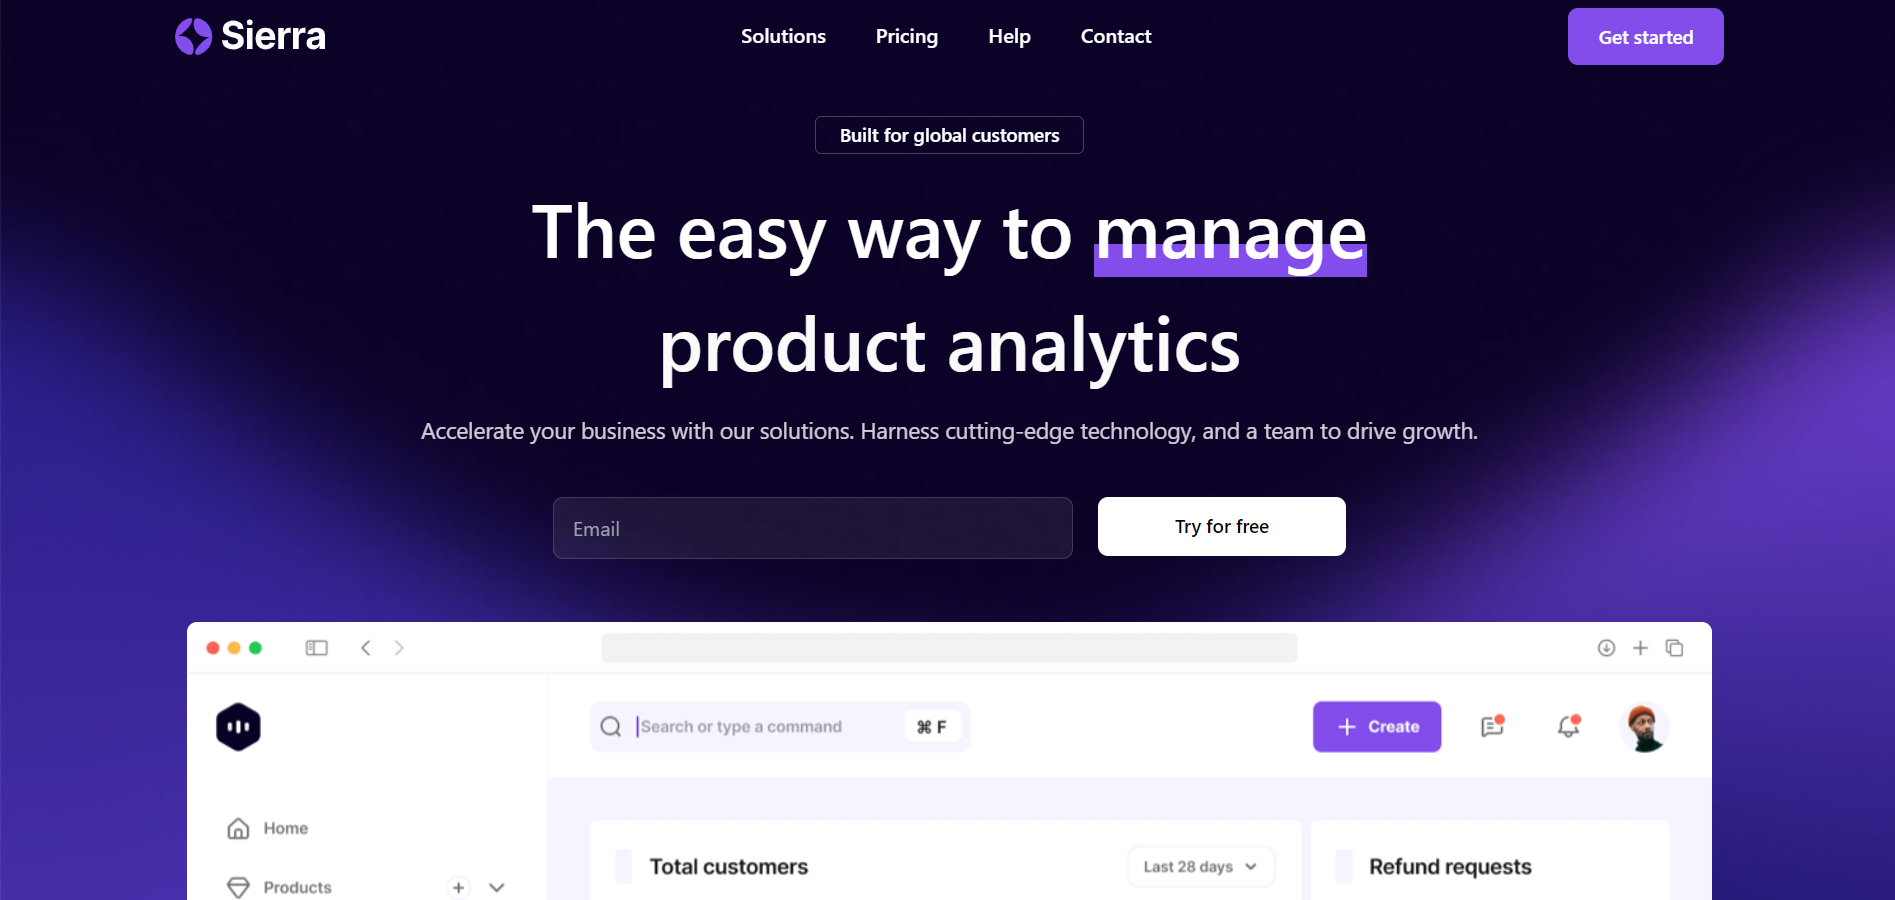 Sierra
Solutions Pricing Help Contact
Get started
Built for global customers
The easy way to manage
product analytics
Accelerate your business with our solutions. Harness cutting-edge technology, and a team to drive growth.
Email
Try for free
Search or type a command
⌘ F
+ Create
Home
Products
Total customers
Last 28 days
Refund requests